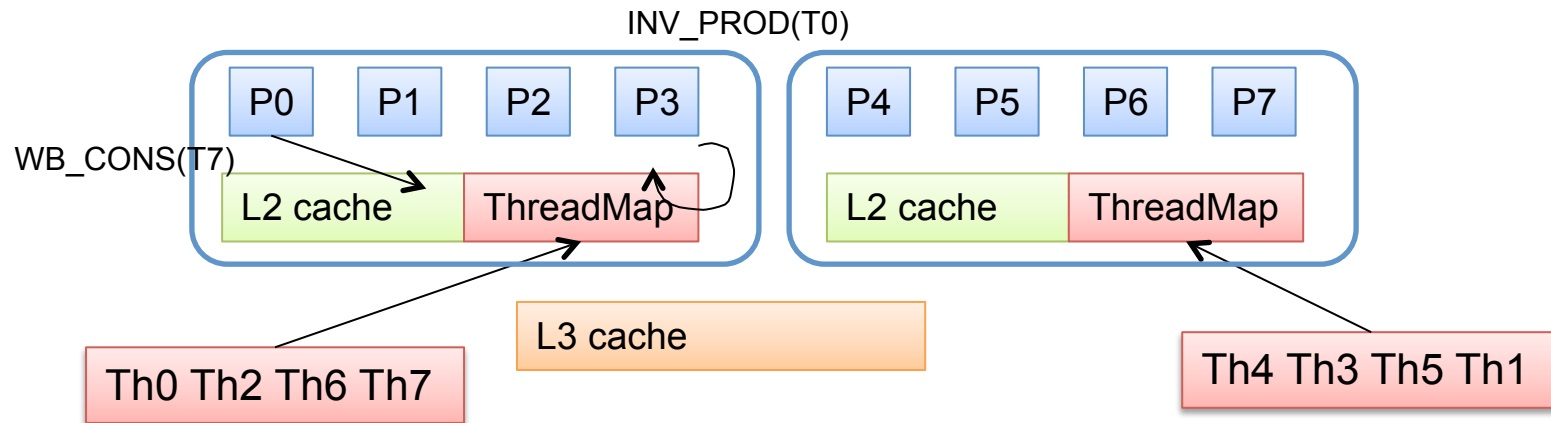 INV_PROD(T0)
P0 P1 P2 P3 P4 P5 P6 P7
WB_CONS(T7)
L2 cache ThreadMap L2 cache ThreadMap
L3 cache
Th0 Th2 Th6 Th7 Th4 Th3 Th5 Th1